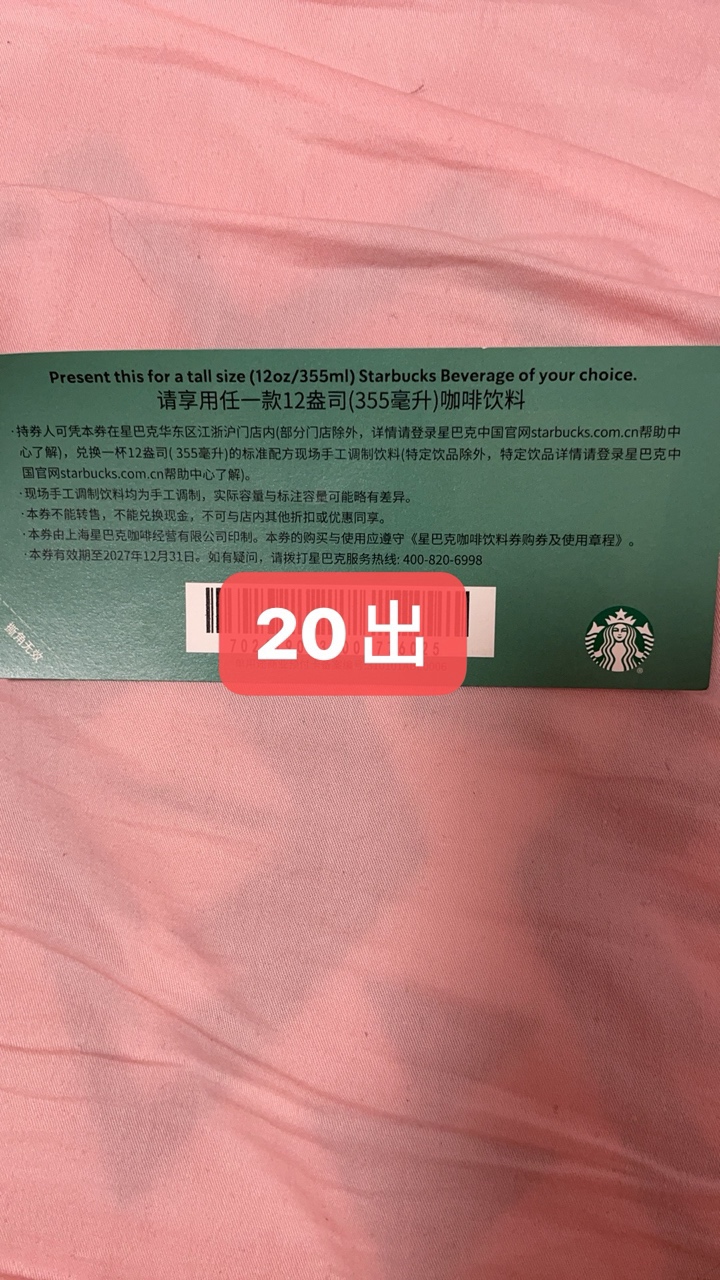 Present this for a tall size (12oz/355ml) Starbucks Beverage of your choice.
请享用任一款12盎司(355毫升)咖啡饮料
·持券人可凭本券在星巴克华东区江浙沪门店内(部分门店除外，详情请登录星巴克中国官网starbucks.com.cn帮助中
心了解)，兑换一杯12盎司( 355毫升)的标准配方现场手工调制饮料(特定饮品除外，特定饮品详情请登录星巴克中
国官网starbucks.com.cn帮助中心了解)。
·现场手工调制饮料均为手工调制，实际容量与标注容量可能略有差异。
·本券不能转售，不能兑换现金，不可与店内其他折扣或优惠同享。
·本券由上海星巴克咖啡经营有限公司印制。本券的购买与使用应遵守《星巴克咖啡饮料券购券及使用章程》。
·本券有效期至2027年12月31日。如有疑问，请拨打星巴克服务热线: 400-820-6998
撕角无效
20出